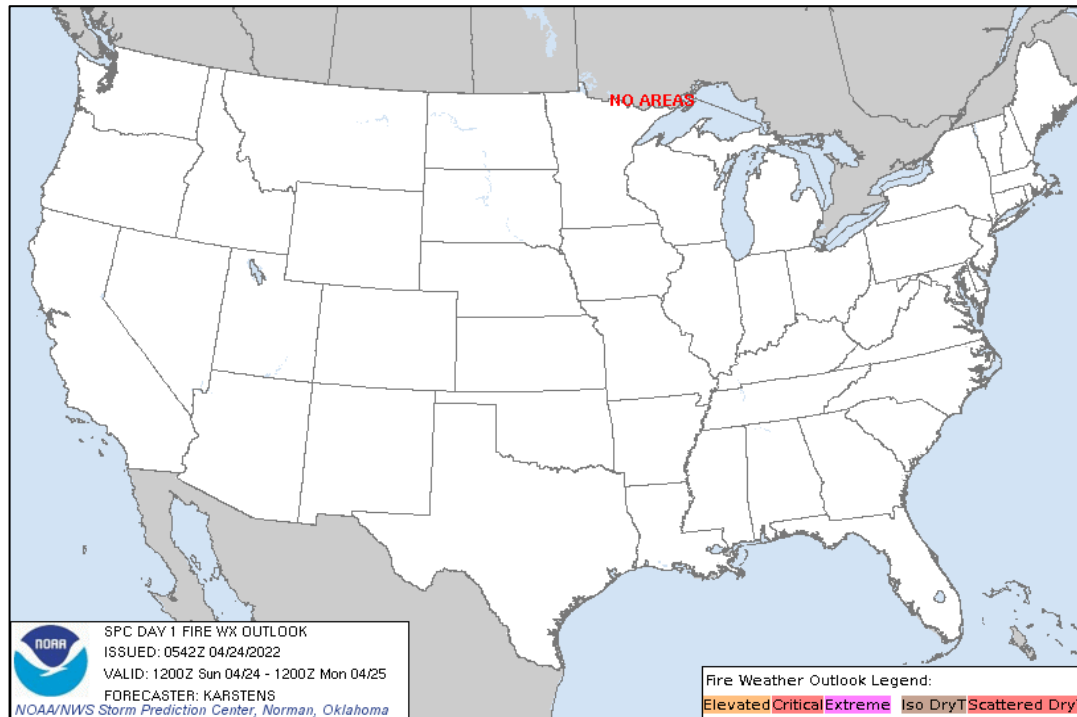 NO AREAS
NOAA
SPC DAY 1 FIRE WX OUTLOOK
ISSUED: 0542Z 04/24/2022
VALID: 1200Z Sun 04/24 - 1200Z Mon 04/25
FORECASTER: KARSTENS
NOAA/NWS Storm Prediction Center, Norman, Oklahoma
Fire Weather Outlook Legend:
Elevated Critical Extreme Iso DryT Scattered DryT